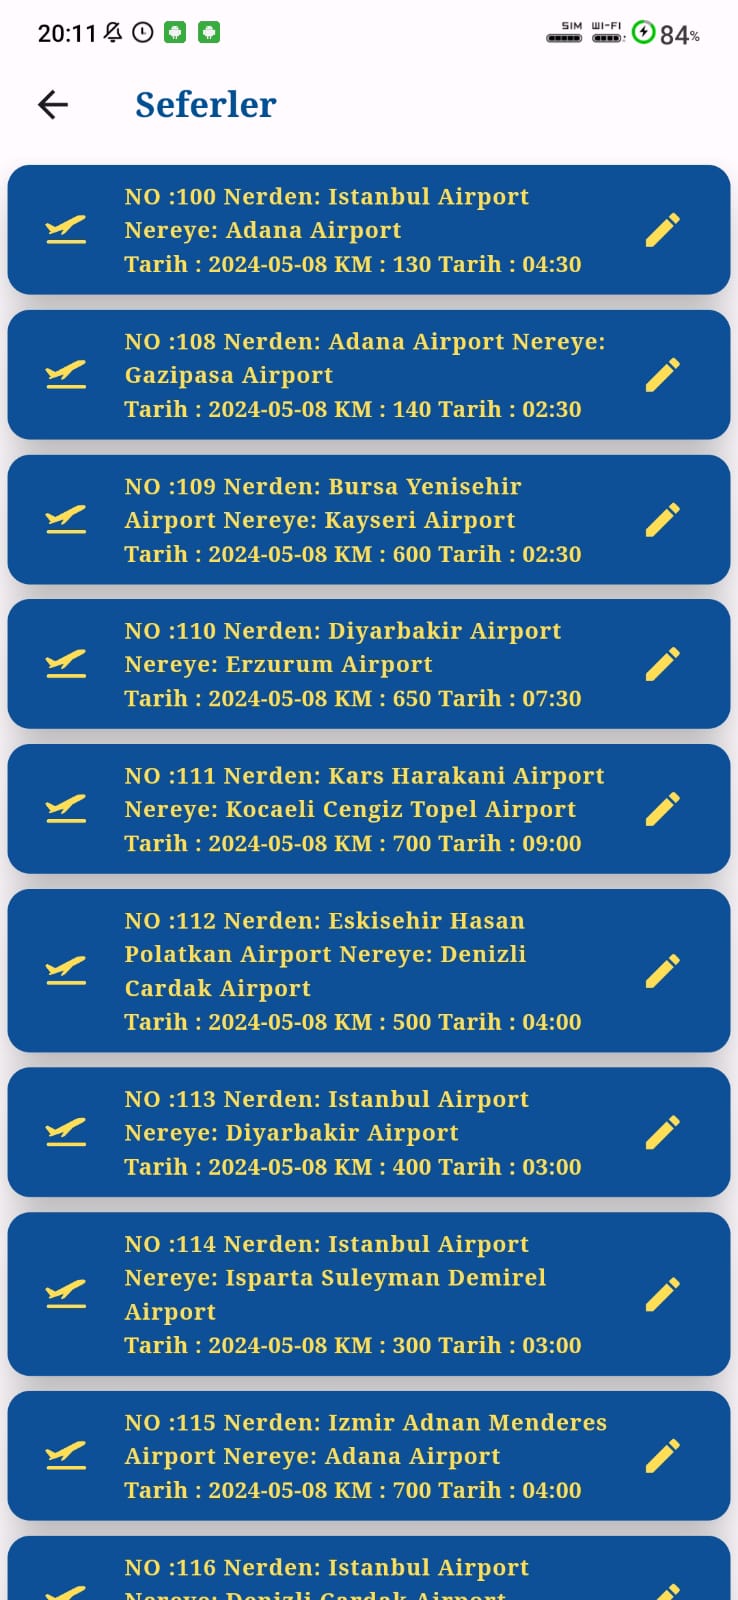 20:11 SIM WI-FI 84%
Seferler
NO :100 Nerden: Istanbul Airport
Nereye: Adana Airport
Tarih : 2024-05-08 KM : 130 Tarih : 04:30
NO :108 Nerden: Adana Airport Nereye:
Gazipasa Airport
Tarih : 2024-05-08 KM : 140 Tarih : 02:30
NO :109 Nerden: Bursa Yenisehir
Airport Nereye: Kayseri Airport
Tarih : 2024-05-08 KM : 600 Tarih : 02:30
NO :110 Nerden: Diyarbakir Airport
Nereye: Erzurum Airport
Tarih : 2024-05-08 KM : 650 Tarih : 07:30
NO :111 Nerden: Kars Harakani Airport
Nereye: Kocaeli Cengiz Topel Airport
Tarih : 2024-05-08 KM : 700 Tarih : 09:00
NO :112 Nerden: Eskisehir Hasan
Polatkan Airport Nereye: Denizli
Cardak Airport
Tarih : 2024-05-08 KM : 500 Tarih : 04:00
NO :113 Nerden: Istanbul Airport
Nereye: Diyarbakir Airport
Tarih : 2024-05-08 KM : 400 Tarih : 03:00
NO :114 Nerden: Istanbul Airport
Nereye: Isparta Suleyman Demirel
Airport
Tarih : 2024-05-08 KM : 300 Tarih : 03:00
NO :115 Nerden: Izmir Adnan Menderes
Airport Nereye: Adana Airport
Tarih : 2024-05-08 KM : 700 Tarih : 04:00
NO :116 Nerden: Istanbul Airport
Nereye: Denizli Cardak Airport